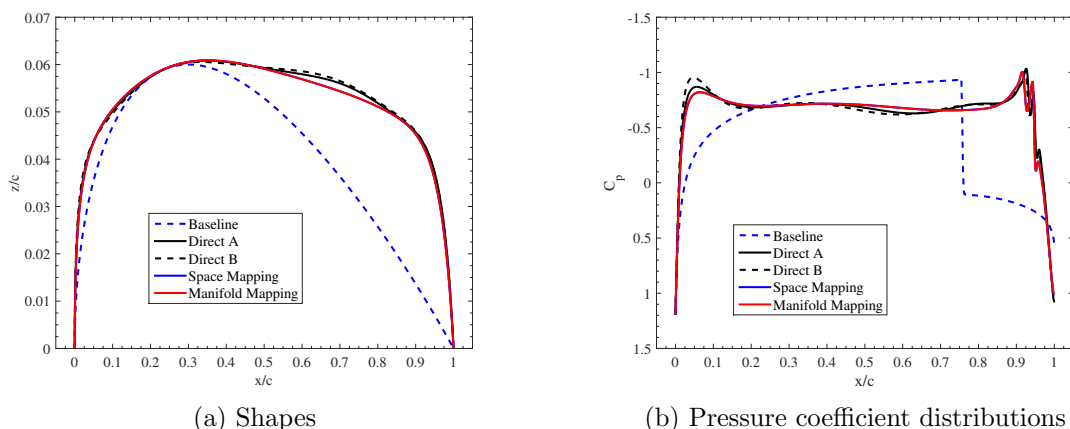 0.07
0.06
0.05
0.04
0.03
0.02
0.01
0
z/c
Baseline
Direct A
Direct B
Space Mapping
Manifold Mapping
0 0.1 0.2 0.3 0.4 0.5 0.6 0.7 0.8 0.9 1
x/c
(a) Shapes
-1.5
-1
-0.5
0
0.5
1
1.5
C_p
Baseline
Direct A
Direct B
Space Mapping
Manifold Mapping
0 0.1 0.2 0.3 0.4 0.5 0.6 0.7 0.8 0.9 1
x/c
(b) Pressure coefficient distributions